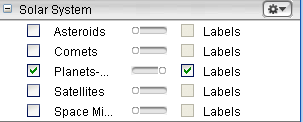 Solar System
Asteroids Labels
Comets Labels
Planets-... Labels
Satellites Labels
Space Mi... Labels